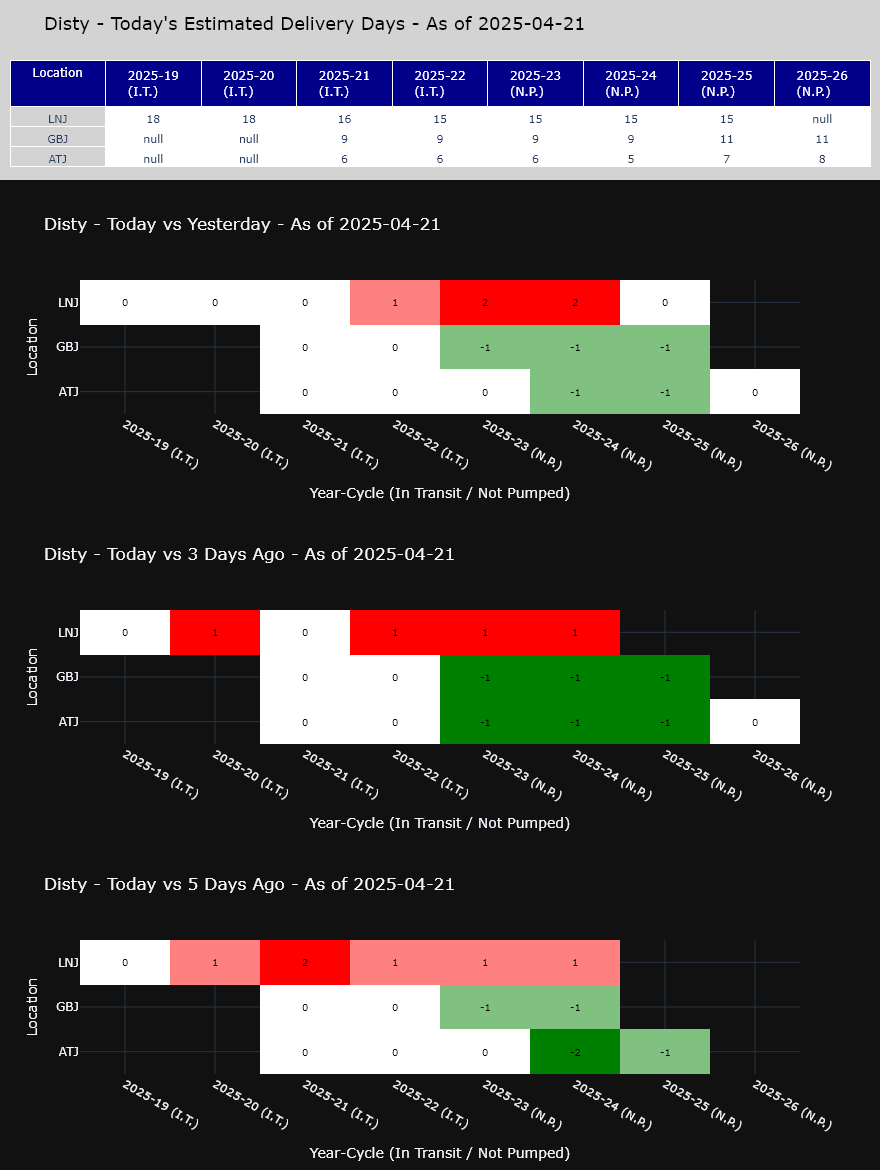 Disty - Today's Estimated Delivery Days - As of 2025-04-21
Location 2025-19 (I.T.) 2025-20 (I.T.) 2025-21 (I.T.) 2025-22 (I.T.) 2025-23 (N.P.) 2025-24 (N.P.) 2025-25 (N.P.) 2025-26 (N.P.)
LNJ 18 18 16 15 15 15 15 null
GBJ null null 9 9 9 9 11 11
ATJ null null 6 6 6 5 7 8
Disty - Today vs Yesterday - As of 2025-04-21
Location
LNJ 0 0 0 1 2 2 0
GBJ 0 0 -1 -1 -1
ATJ 0 0 0 -1 -1 0
2025-19 (I.T.) 2025-20 (I.T.) 2025-21 (I.T.) 2025-22 (I.T.) 2025-23 (N.P.) 2025-24 (N.P.) 2025-25 (N.P.) 2025-26 (N.P.)
Year-Cycle (In Transit / Not Pumped)
Disty - Today vs 3 Days Ago - As of 2025-04-21
Location
LNJ 0 1 0 1 1 1
GBJ 0 0 -1 -1 -1
ATJ 0 0 -1 -1 -1 0
2025-19 (I.T.) 2025-20 (I.T.) 2025-21 (I.T.) 2025-22 (I.T.) 2025-23 (N.P.) 2025-24 (N.P.) 2025-25 (N.P.) 2025-26 (N.P.)
Year-Cycle (In Transit / Not Pumped)
Disty - Today vs 5 Days Ago - As of 2025-04-21
Location
LNJ 0 1 2 1 1 1
GBJ 0 0 -1 -1
ATJ 0 0 0 -2 -1
2025-19 (I.T.) 2025-20 (I.T.) 2025-21 (I.T.) 2025-22 (I.T.) 2025-23 (N.P.) 2025-24 (N.P.) 2025-25 (N.P.) 2025-26 (N.P.)
Year-Cycle (In Transit / Not Pumped)